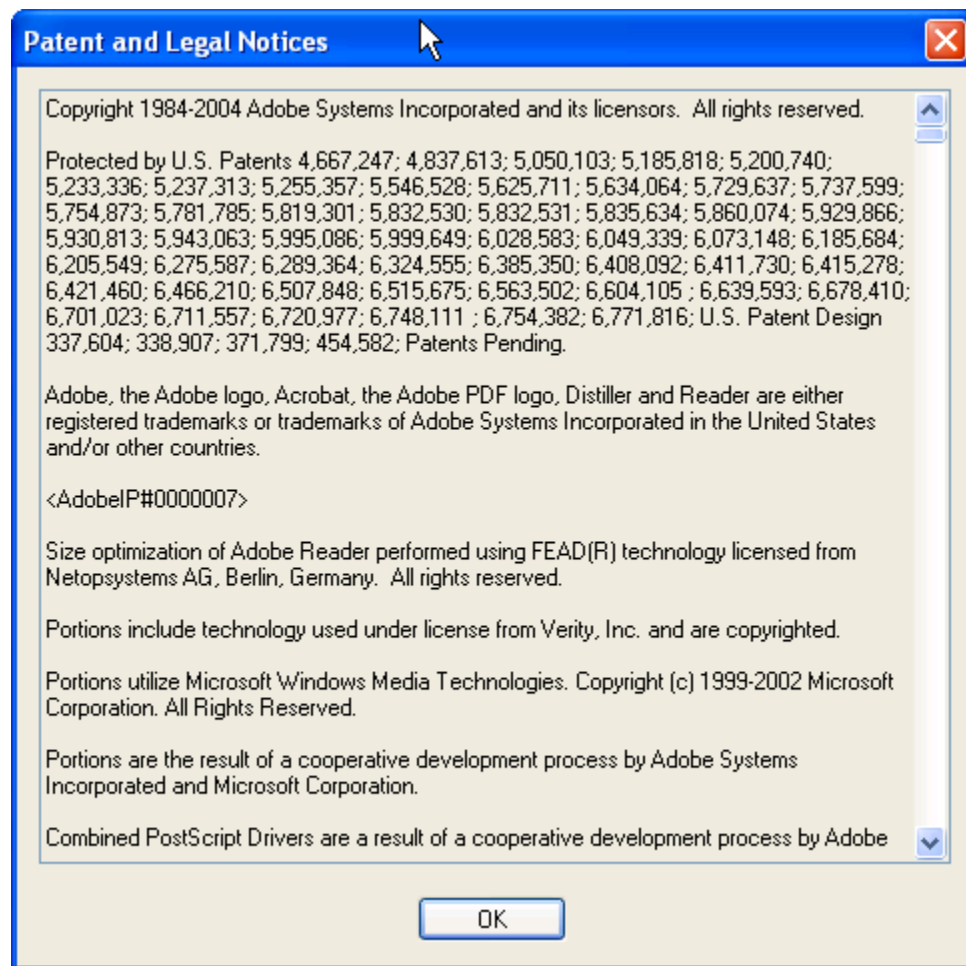 Patent and Legal Notices
Copyright 1984-2004 Adobe Systems Incorporated and its licensors.  All rights reserved.
Protected by U.S. Patents 4,667,247; 4,837,613; 5,050,103; 5,185,818; 5,200,740;
5,233,336; 5,237,313; 5,255,357; 5,546,528; 5,625,711; 5,634,064; 5,729,637; 5,737,599;
5,754,873; 5,781,785; 5,819,301; 5,832,530; 5,832,531; 5,835,634; 5,860,074; 5,929,866;
5,930,813; 5,943,063; 5,995,086; 5,999,649; 6,028,583; 6,049,339; 6,073,148; 6,185,684;
6,205,549; 6,275,587; 6,289,364; 6,324,555; 6,385,350; 6,408,092; 6,411,730; 6,415,278;
6,421,460; 6,466,210; 6,507,848; 6,515,675; 6,563,502; 6,604,105 ; 6,639,593; 6,678,410;
6,701,023; 6,711,557; 6,720,977; 6,748,111 ; 6,754,382; 6,771,816; U.S. Patent Design
337,604; 338,907; 371,799; 454,582; Patents Pending.
Adobe, the Adobe logo, Acrobat, the Adobe PDF logo, Distiller and Reader are either
registered trademarks or trademarks of Adobe Systems Incorporated in the United States
and/or other countries.
<AdobeIP#0000007>
Size optimization of Adobe Reader performed using FEAD(R) technology licensed from
Netopsystems AG, Berlin, Germany.  All rights reserved.
Portions include technology used under license from Verity, Inc. and are copyrighted.
Portions utilize Microsoft Windows Media Technologies. Copyright (c) 1999-2002 Microsoft
Corporation. All Rights Reserved.
Portions are the result of a cooperative development process by Adobe Systems
Incorporated and Microsoft Corporation.
Combined PostScript Drivers are a result of a cooperative development process by Adobe
OK